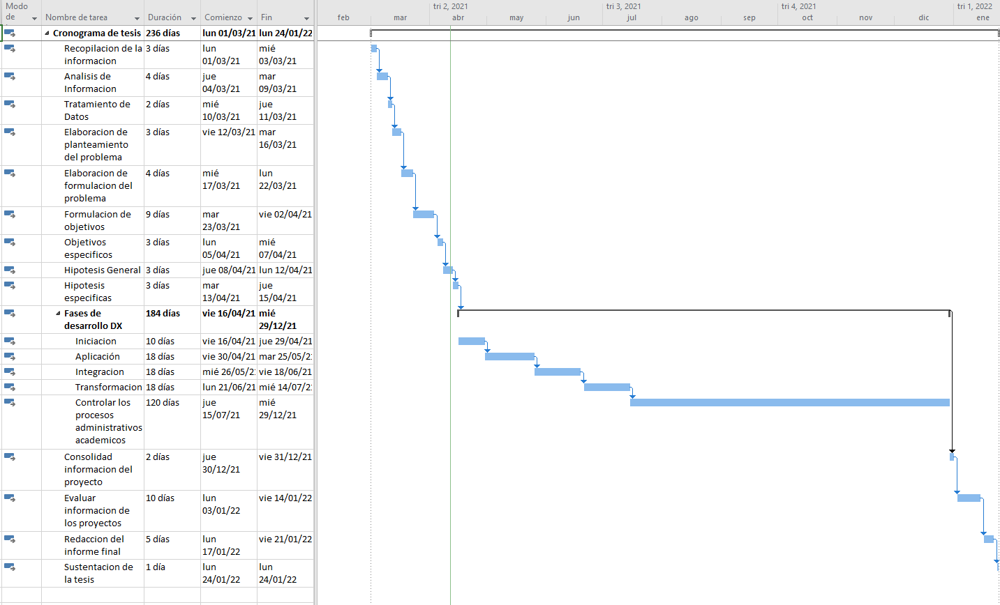 Modo de Nombre de tarea Duración Comienzo Fin
tri 2, 2021 tri 3, 2021 tri 4, 2021 tri 1, 2022
feb mar abr may jun jul ago sep oct nov dic ene
Cronograma de tesis 236 días lun 01/03/21 lun 24/01/22
Recopilacion de la informacion 3 días lun 01/03/21 mié 03/03/21
Analisis de Informacion 4 días jue 04/03/21 mar 09/03/21
Tratamiento de Datos 2 días mié 10/03/21 jue 11/03/21
Elaboracion de planteamiento del problema 3 días vie 12/03/21 mar 16/03/21
Elaboracion de formulacion del problema 4 días mié 17/03/21 lun 22/03/21
Formulacion de objetivos 9 días mar 23/03/21 vie 02/04/21
Objetivos especificos 3 días lun 05/04/21 mié 07/04/21
Hipotesis General 3 días jue 08/04/21 lun 12/04/21
Hipotesis especificas 3 días mar 13/04/21 jue 15/04/21
Fases de desarrollo DX 184 días vie 16/04/21 mié 29/12/21
Iniciacion 10 días vie 16/04/21 jue 29/04/21
Aplicación 18 días vie 30/04/21 mar 25/05/2
Integracion 18 días mié 26/05/2 vie 18/06/21
Transformacion 18 días lun 21/06/21 mié 14/07/2
Controlar los procesos administrativos academicos 120 días jue 15/07/21 mié 29/12/21
Consolidad informacion del proyecto 2 días jue 30/12/21 vie 31/12/21
Evaluar informacion de los proyectos 10 días lun 03/01/22 vie 14/01/22
Redaccion del informe final 5 días lun 17/01/22 vie 21/01/22
Sustentacion de la tesis 1 día lun 24/01/22 lun 24/01/22